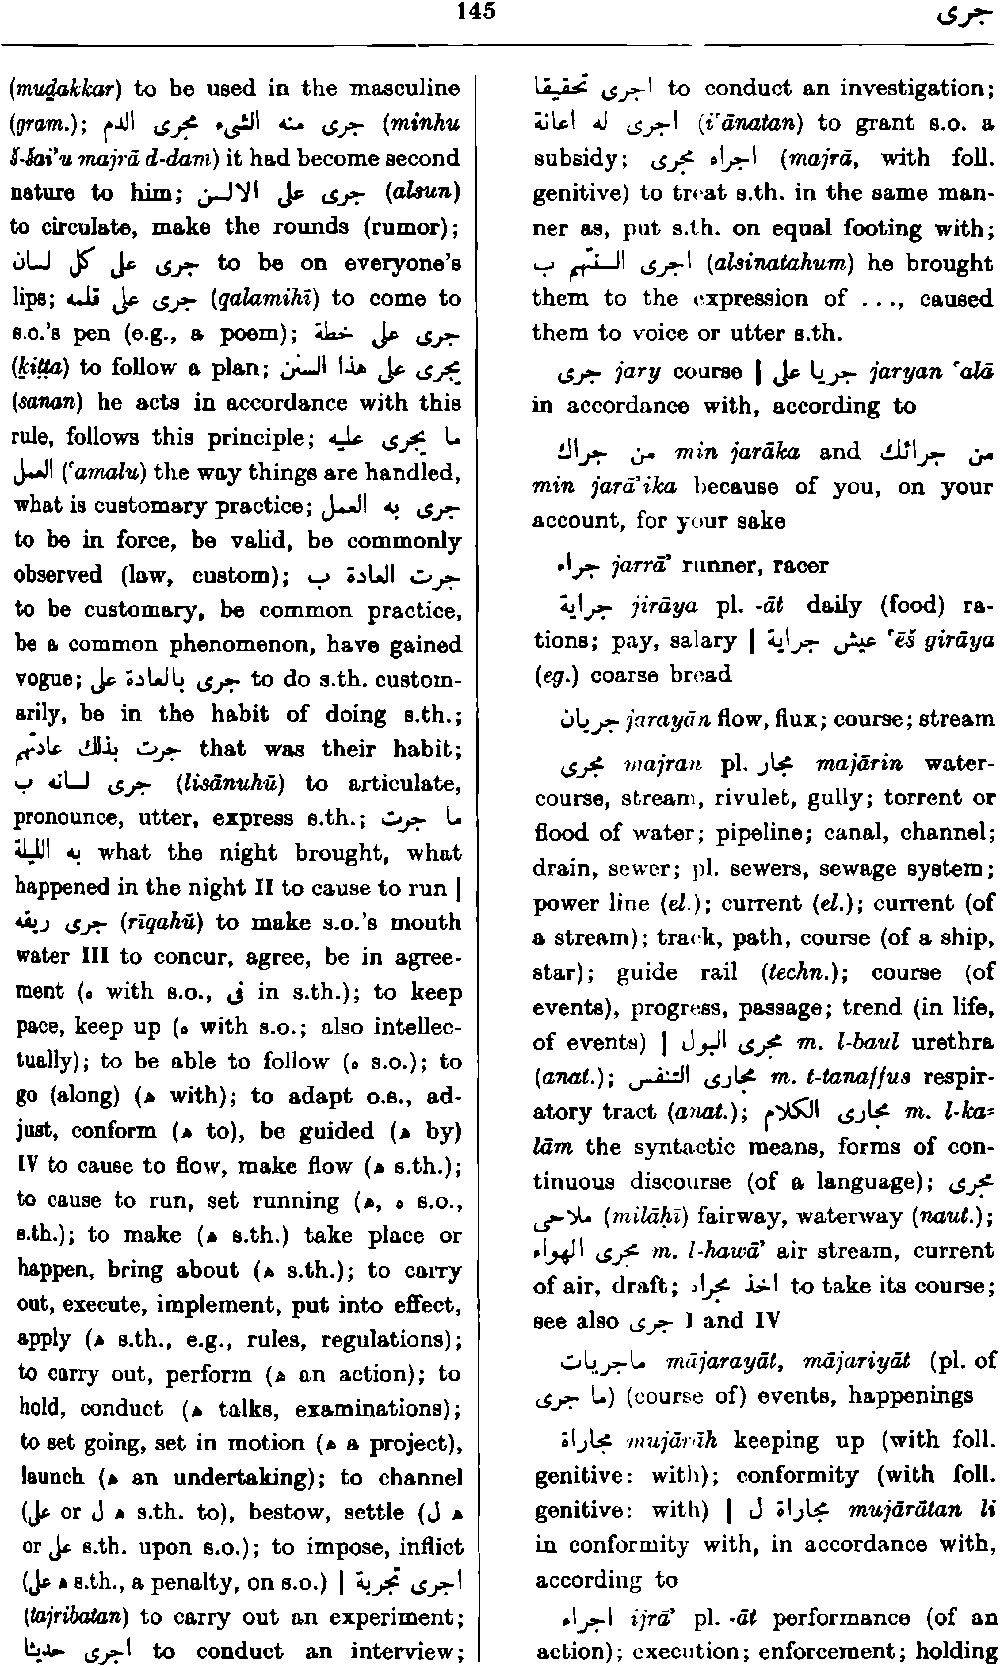 145
جرى
(muḏakkar) to be used in the masculine
(gram.); جرى منه الشىء مجرى الدم (minhu
š-šai’u majrā d-dam) it had become second
nature to him; جرى على الالسن (alsun)
to circulate, make the rounds (rumor);
جرى على كل لسان to be on everyone’s
lips; جرى على قلمه (qalamihī) to come to
s.o.’s pen (e.g., a poem); جرى على خطة
(ḵiṭṭa) to follow a plan; يجرى على هذا السنن
(sanan) he acts in accordance with this
rule, follows this principle; ما يجرى عليه
العمل (‘amalu) the way things are handled,
what is customary practice; جرى به العمل
to be in force, be valid, be commonly
observed (law, custom); جرت العادة ب
to be customary, be common practice,
be a common phenomenon, have gained
vogue; جرى بالعادة على to do s.th. custom-
arily, be in the habit of doing s.th.;
جرت بذلك عادتهم that was their habit;
جرى لسانه ب (lisānuhū) to articulate,
pronounce, utter, express s.th.; ما جرت
به الليلة what the night brought, what
happened in the night II to cause to run |
جرى ريقه (rīqahū) to make s.o.’s mouth
water III to concur, agree, be in agree-
ment (ه with s.o., فى in s.th.); to keep
pace, keep up (ه with s.o.; also intellec-
tually); to be able to follow (ه s.o.); to
go (along) (ﻫ with); to adapt o.s., ad-
just, conform (ﻫ to), be guided (ﻫ by)
IV to cause to flow, make flow (ﻫ s.th.);
to cause to run, set running (ﻫ, ه s.o.,
s.th.); to make (ﻫ s.th.) take place or
happen, bring about (ﻫ s.th.); to carry
out, execute, implement, put into effect,
apply (ﻫ s.th., e.g., rules, regulations);
to carry out, perform (ﻫ an action); to
hold, conduct (ﻫ talks, examinations);
to set going, set in motion (ﻫ a project),
launch (ﻫ an undertaking); to channel
(على or ل ﻫ s.th. to), bestow, settle (ل ﻫ
or على s.th. upon s.o.); to impose, inflict
(على ﻫ s.th., a penalty, on s.o.) | اجرى تجربة
(tajribatan) to carry out an experiment;
اجرى حديثا to conduct an interview;
اجرى تحقيقا to conduct an investigation;
اجرى له اعانة (i‘ānatan) to grant s.o. a
subsidy; اجراه مجرى (majrā, with foll.
genitive) to treat s.th. in the same man-
ner as, put s.th. on equal footing with;
اجرى السنتهم ب (alsinatahum) he brought
them to the expression of ..., caused
them to voice or utter s.th.
جرى jary course | جريا على jaryan ‘alā
in accordance with, according to
من جراك min jarāka and من جرائك
min jarā’ika because of you, on your
account, for your sake
جراء jarrā’ runner, racer
جراية jirāya pl. -āt daily (food) ra-
tions; pay, salary | عيش جراية ‘ēš girāya
(eg.) coarse bread
جريان jarayān flow, flux; course; stream
مجرى majran pl. مجار majārin water-
course, stream, rivulet, gully; torrent or
flood of water; pipeline; canal, channel;
drain, sewer; pl. sewers, sewage system;
power line (el.); current (el.); current (of
a stream); track, path, course (of a ship,
star); guide rail (techn.); course (of
events), progress, passage; trend (in life,
of events) | مجرى البول m. l-baul urethra
(anat.); مجارى التنفس m. t-tanaffus respir-
atory tract (anat.); مجارى الكلام m. l-ka=
lām the syntactic means, forms of con-
tinuous discourse (of a language); مجرى
ملاحى (milāḥī) fairway, waterway (naut.);
مجرى الهواء m. l-hawā’ air stream, current
of air, draft; اخذ مجراه to take its course;
see also جرى I and IV
ماجريات mājarayāt, mājariyāt (pl. of
ما جرى) (course of) events, happenings
مجاراة mujārāh keeping up (with foll.
genitive: with); conformity (with foll.
genitive: with) | مجاراة ل mujārātan li
in conformity with, in accordance with,
according to
اجراء ijrā’ pl. -āt performance (of an
action); execution; enforcement; holding